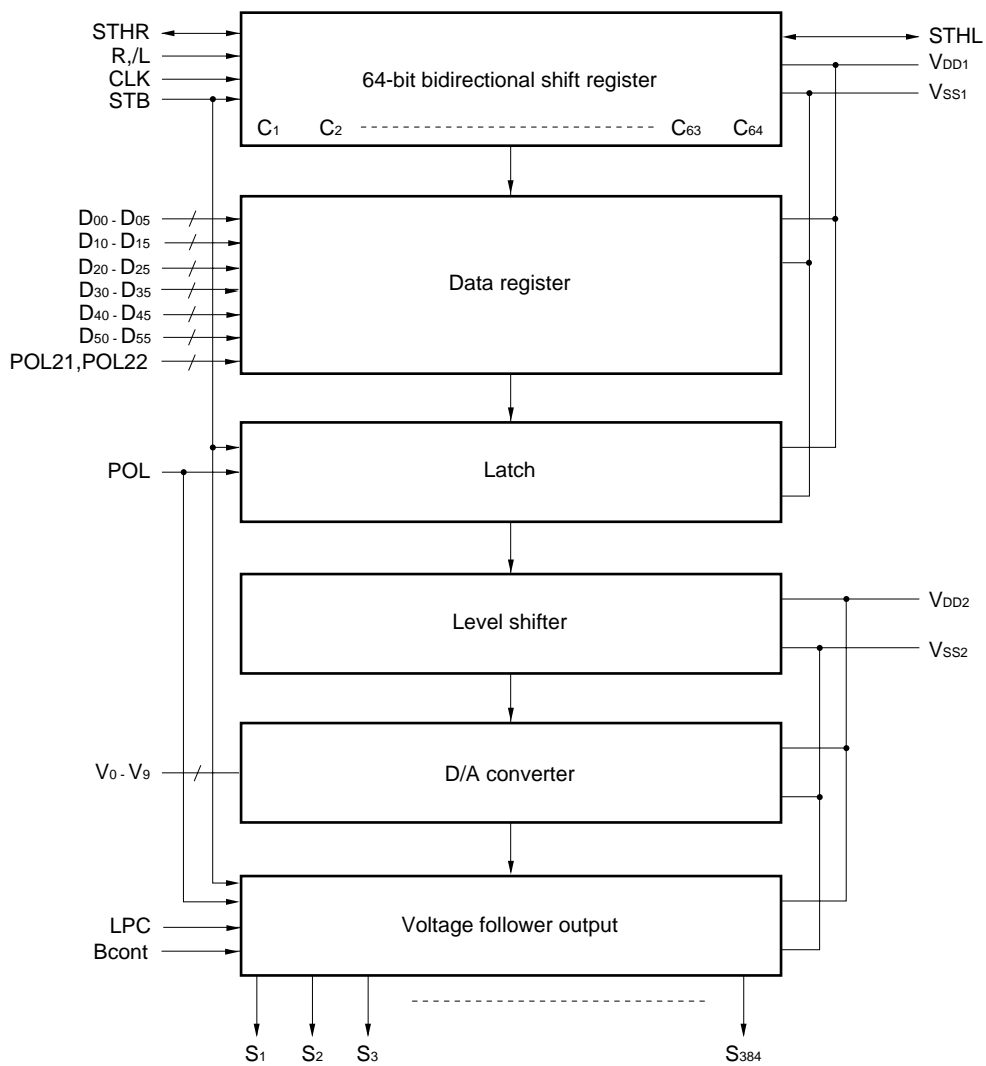 STHR
STHL
R,/L
VDD1
CLK
64-bit bidirectional shift register
STB
VSS1
C1 C2 C63 C64
D00 - D05
D10 - D15
D20 - D25
D30 - D35
Data register
D40 - D45
D50 - D55
POL21,POL22
POL
Latch
Level shifter
VDD2
VSS2
V0 - V9
D/A converter
LPC
Voltage follower output
Bcont
S1 S2 S3 S384